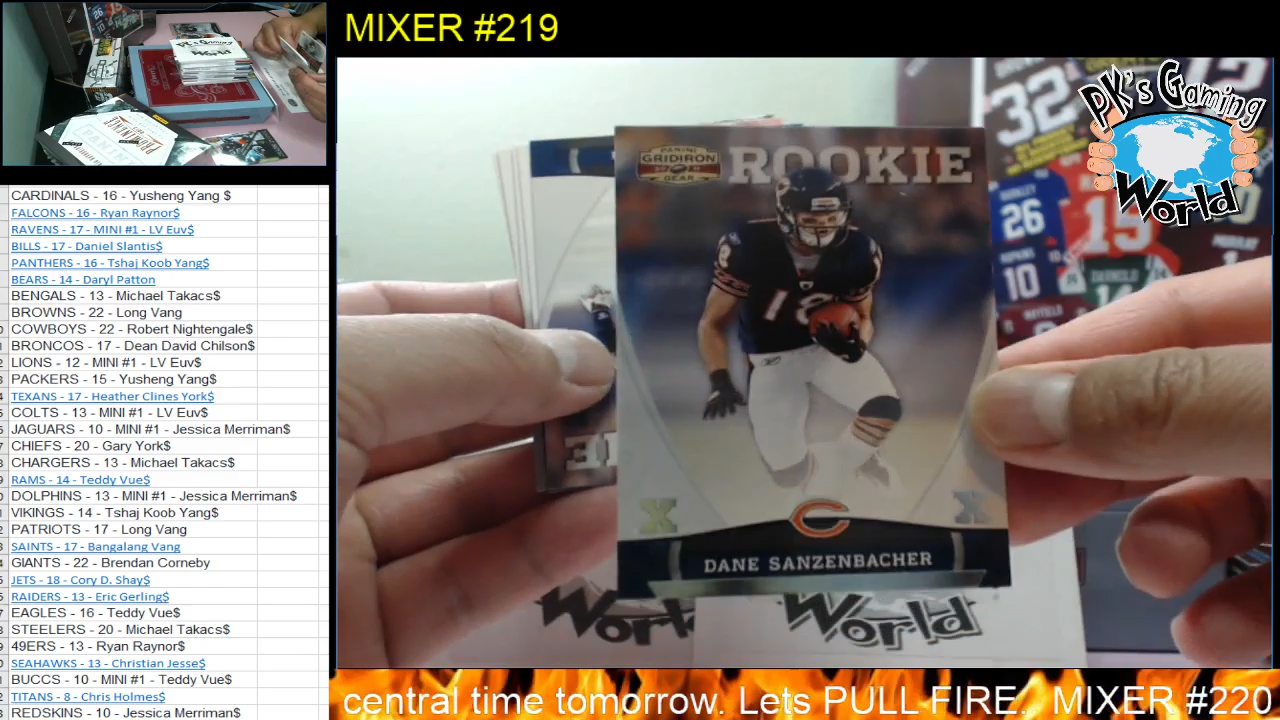 MIXER #219
CARDINALS - 16 - Yusheng Yang $
FALCONS - 16 - Ryan Raynor$
RAVENS - 17 - MINI #1 - LV Euv$
BILLS - 17 - Daniel Slantis$
PANTHERS - 16 - Tshaj Koob Yang$
BEARS - 14 - Daryl Patton
BENGALS - 13 - Michael Takacs$
BROWNS - 22 - Long Vang
COWBOYS - 22 - Robert Nightengale$
BRONCOS - 17 - Dean David Chilson$
LIONS - 12 - MINI #1 - LV Euv$
PACKERS - 15 - Yusheng Yang$
TEXANS - 17 - Heather Clines York$
COLTS - 13 - MINI #1 - LV Euv$
JAGUARS - 10 - MINI #1 - Jessica Merriman$
CHIEFS - 20 - Gary York$
CHARGERS - 13 - Michael Takacs$
RAMS - 14 - Teddy Vue$
DOLPHINS - 13 - MINI #1 - Jessica Merriman$
VIKINGS - 14 - Tshaj Koob Yang$
PATRIOTS - 17 - Long Vang
SAINTS - 17 - Bangalang Vang
GIANTS - 22 - Brendan Corneby
JETS - 18 - Cory D. Shay$
RAIDERS - 13 - Eric Gerling$
EAGLES - 16 - Teddy Vue$
STEELERS - 20 - Michael Takacs$
49ERS - 13 - Ryan Raynor$
SEAHAWKS - 13 - Christian Jesse$
BUCCS - 10 - MINI #1 - Teddy Vue$
TITANS - 8 - Chris Holmes$
REDSKINS - 10 - Jessica Merriman$
PANINI
GRIDIRON
GEAR
ROOKIE
18
X X
C
DANE SANZENBACHER
World
World
32
26
15
10
14
PK's Gaming
World
central time tomorrow. Lets PULL FIRE. MIXER #220